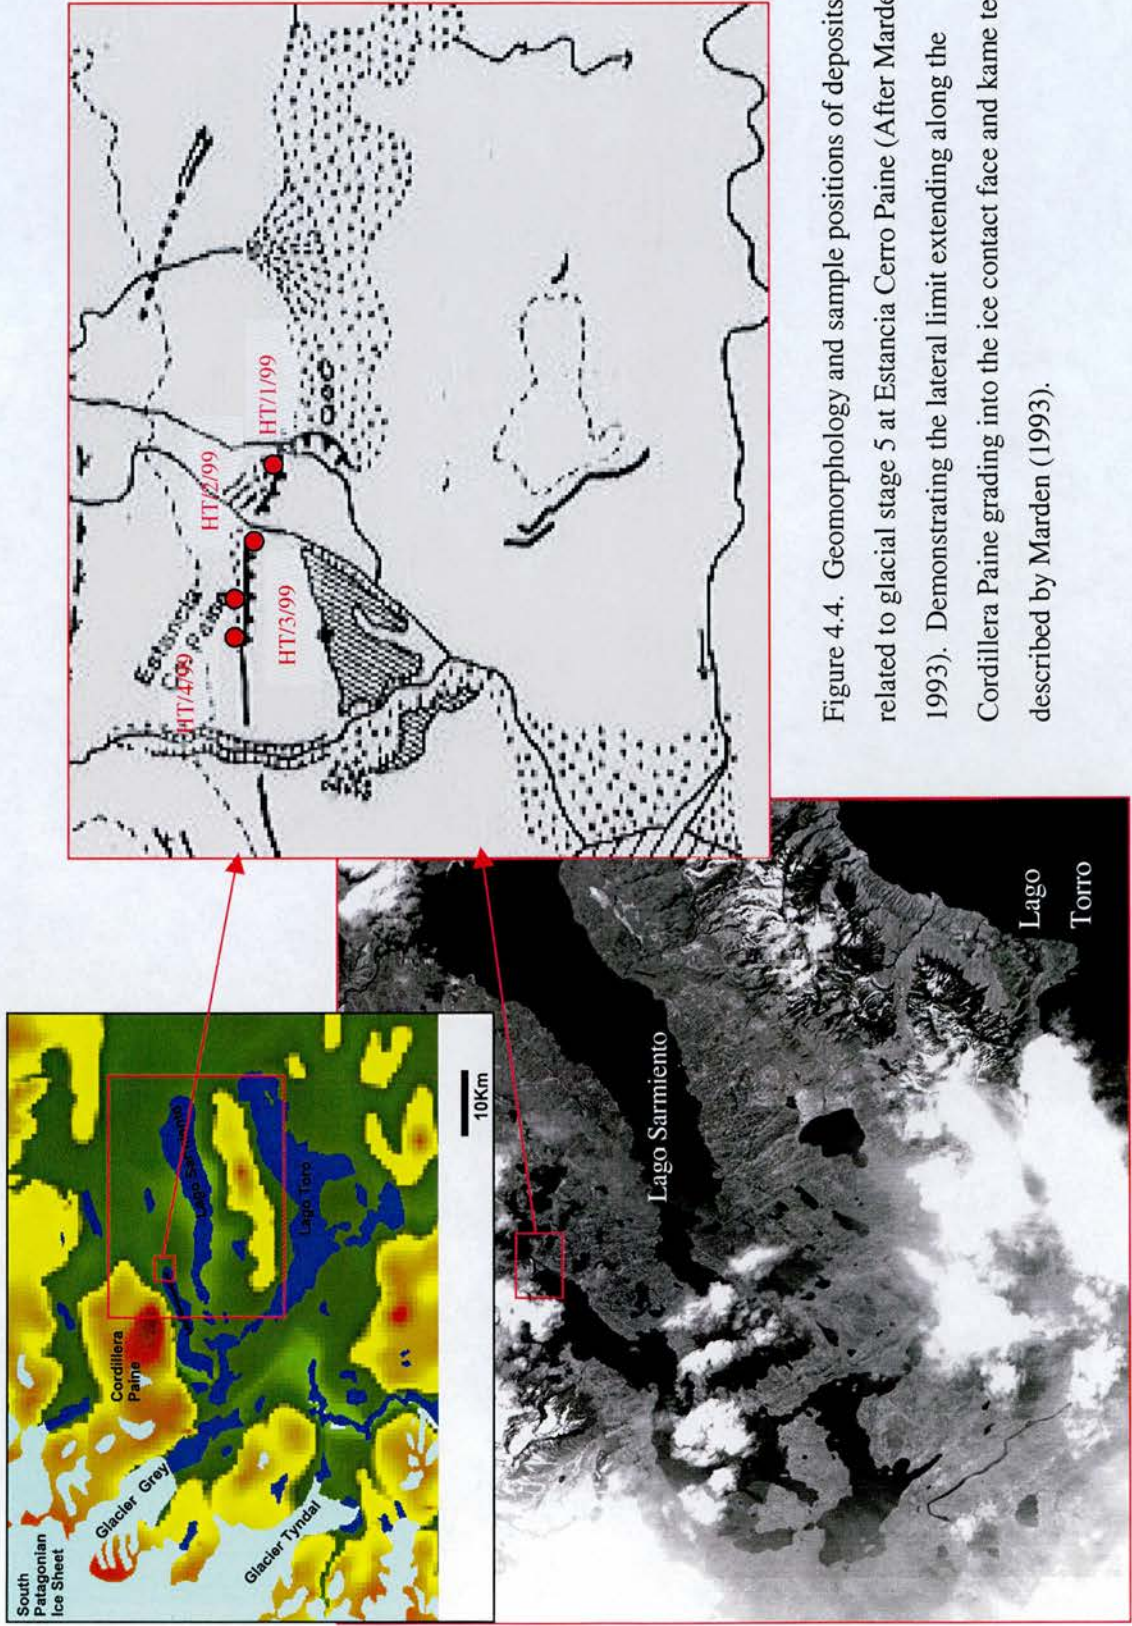 South
Patagonian
Ice Sheet
Glacier Grey
Glacier Tyndal
Cordillera
Paine
Lago Sarmiento
Lago Toro
10Km
Lago Sarmiento
Lago
Torro
HT/4/99
HT/3/99
HT/2/99
HT/1/99
Estancia
Paine
Figure 4.4. Geomorphology and sample positions of deposits
related to glacial stage 5 at Estancia Cerro Paine (After Marde
1993). Demonstrating the lateral limit extending along the
Cordillera Paine grading into the ice contact face and kame te
described by Marden (1993).